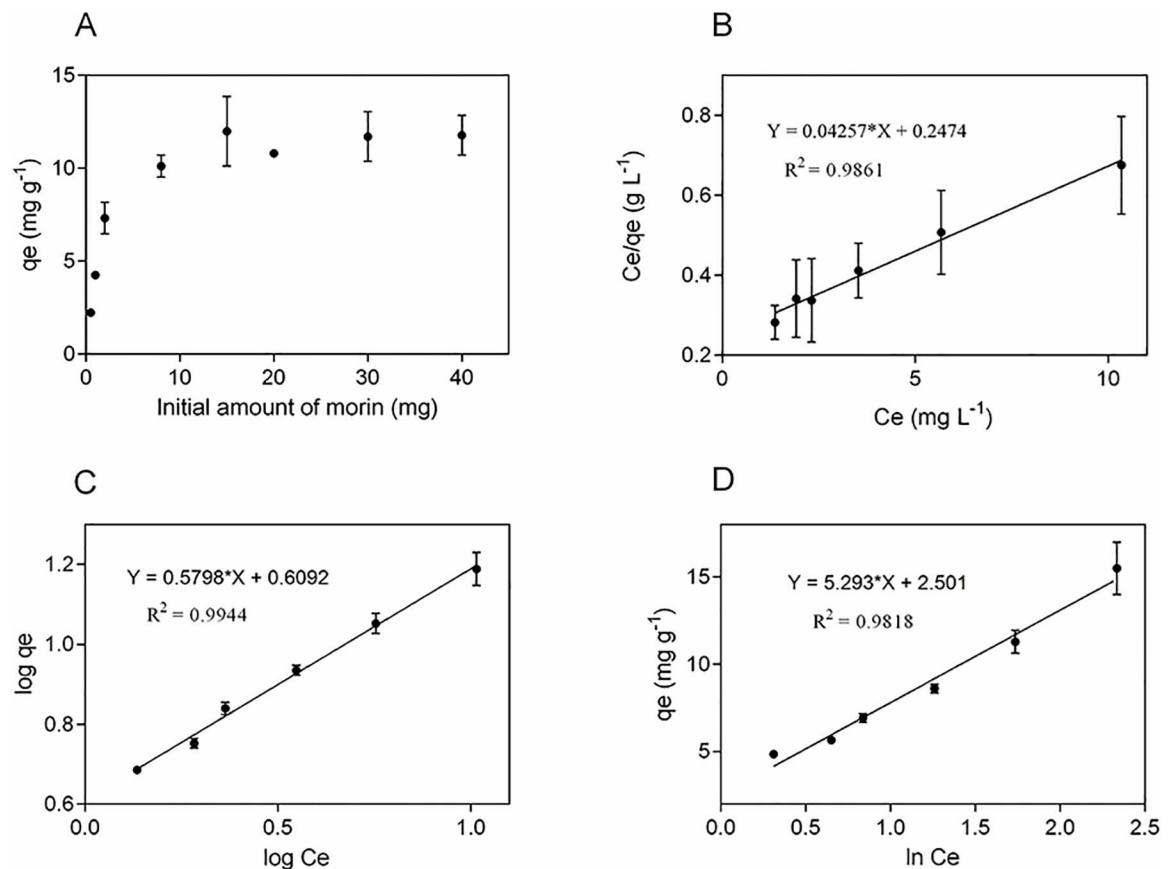 A
qe (mg g⁻¹)
15
10
5
0
0 10 20 30 40
Initial amount of morin (mg)
B
Ce/qe (g L⁻¹)
0.8
0.6
0.4
0.2
Y = 0.04257*X + 0.2474
R² = 0.9861
0 5 10
Ce (mg L⁻¹)
C
log qe
1.2
1.0
0.8
0.6
Y = 0.5798*X + 0.6092
R² = 0.9944
0.0 0.5 1.0
log Ce
D
qe (mg g⁻¹)
15
10
5
Y = 5.293*X + 2.501
R² = 0.9818
0.0 0.5 1.0 1.5 2.0 2.5
ln Ce